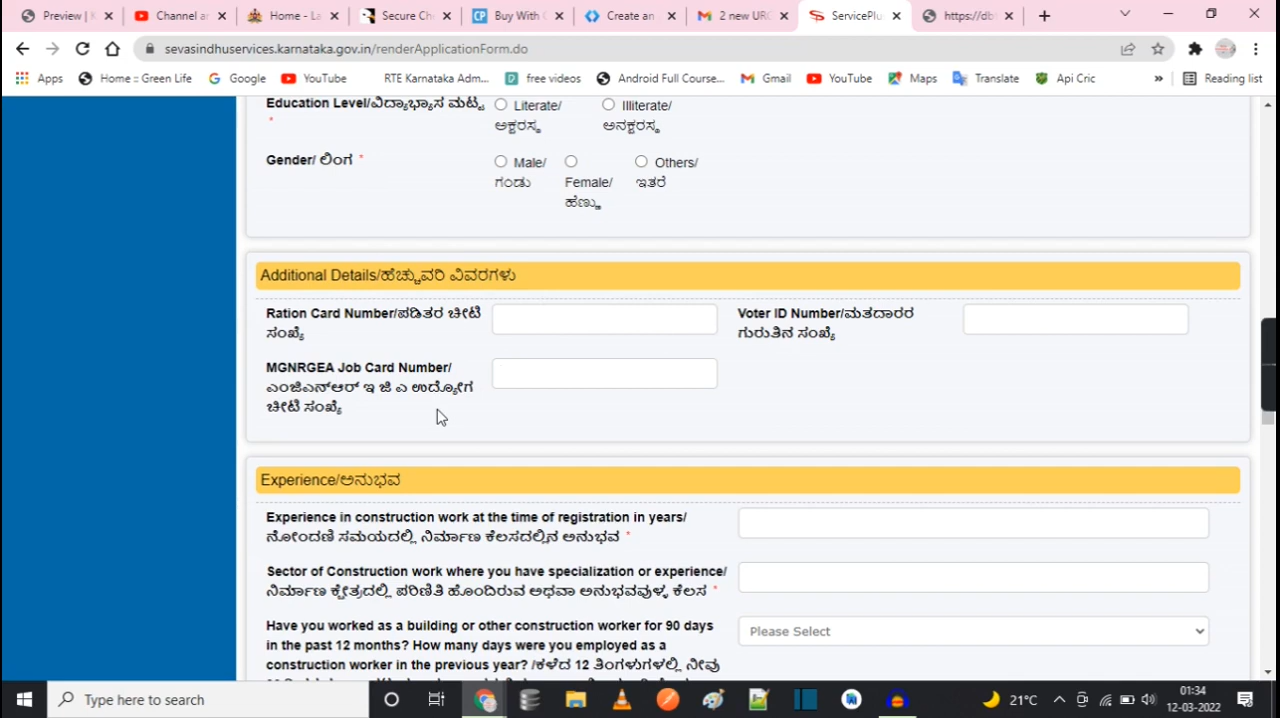 Preview | K
Channel an
Home - La
Secure Che
Buy With C
Create an
2 new URG
ServicePlu
https://db
sevasindhuservices.karnataka.gov.in/renderApplicationForm.do
Apps
Home :: Green Life
Google
YouTube
RTE Karnataka Adm...
free videos
Android Full Course...
Gmail
YouTube
Maps
Translate
Api Cric
»
Reading list
Education Level/ವಿದ್ಯಾಭ್ಯಾಸ ಮಟ್ಟ
*
Literate/
ಅಕ್ಷರಸ್ಥ
Illiterate/
ಅನಕ್ಷರಸ್ಥ
Gender/ ಲಿಂಗ *
Male/
ಗಂಡು
Female/
ಹೆಣ್ಣು
Others/
ಇತರೆ
Additional Details/ಹೆಚ್ಚುವರಿ ವಿವರಗಳು
Ration Card Number/ಪಡಿತರ ಚೀಟಿ
ಸಂಖ್ಯೆ
Voter ID Number/ಮತದಾರರ
ಗುರುತಿನ ಸಂಖ್ಯೆ
MGNRGEA Job Card Number/
ಎಂಜಿಎನ್ಆರ್ ಇ ಜಿ ಎ ಉದ್ಯೋಗ
ಚೀಟಿ ಸಂಖ್ಯೆ
Experience/ಅನುಭವ
Experience in construction work at the time of registration in years/
ನೋಂದಣಿ ಸಮಯದಲ್ಲಿ ನಿರ್ಮಾಣ ಕೆಲಸದಲ್ಲಿನ ಅನುಭವ *
Sector of Construction work where you have specialization or experience/
ನಿರ್ಮಾಣ ಕ್ಷೇತ್ರದಲ್ಲಿ ಪರಿಣಿತಿ ಹೊಂದಿರುವ ಅಥವಾ ಅನುಭವವುಳ್ಳ ಕೆಲಸ *
Have you worked as a building or other construction worker for 90 days
in the past 12 months? How many days were you employed as a
construction worker in the previous year? /ಕಳೆದ 12 ತಿಂಗಳುಗಳಲ್ಲಿ ನೀವು
Please Select
Type here to search
21°C
01:34
12-03-2022